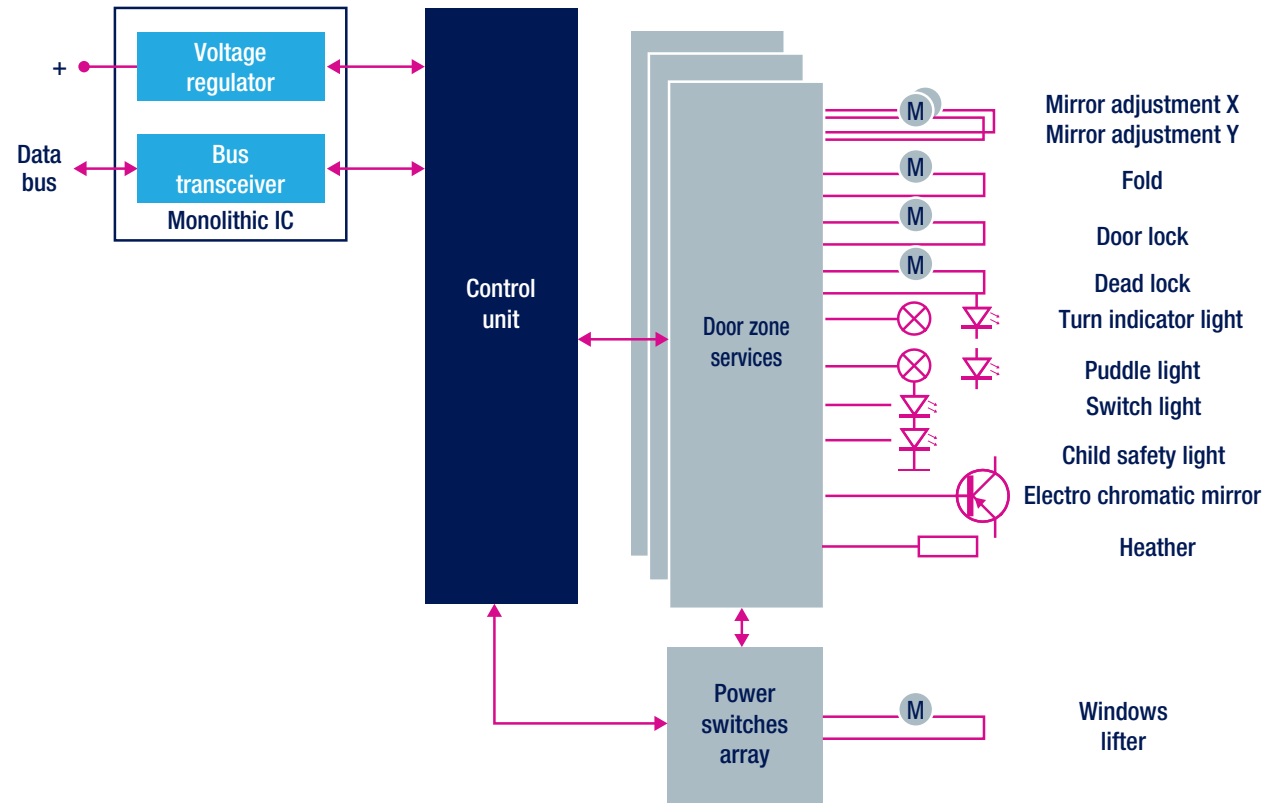 +
Voltage
regulator
Data
bus
Bus
transceiver
Monolithic IC
Control
unit
Door zone
services
M
Mirror adjustment X
Mirror adjustment Y
M
Fold
M
Door lock
M
Dead lock
Turn indicator light
Puddle light
Switch light
Child safety light
Electro chromatic mirror
Heather
Power
switches
array
M
Windows
lifter